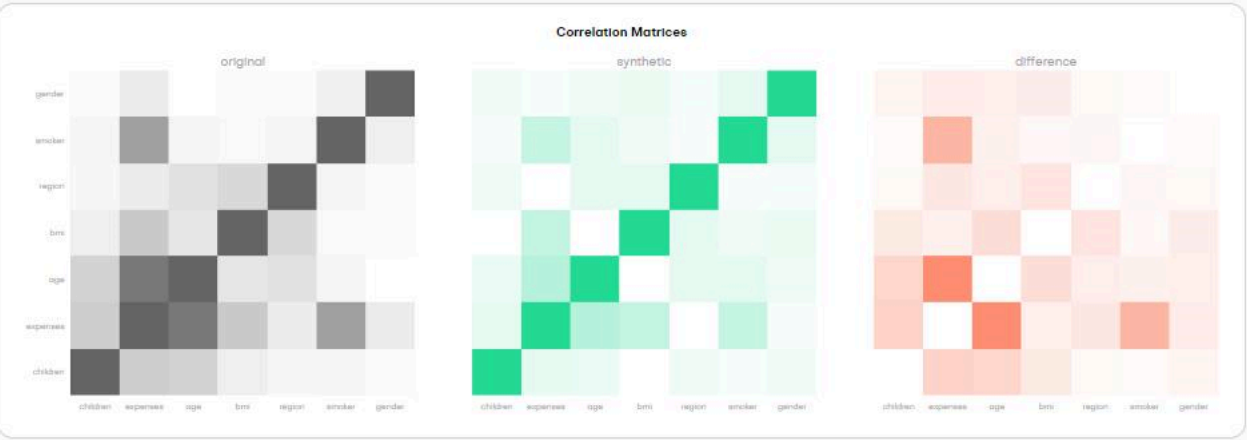 Correlation Matrices
original synthetic difference
gender
smoker
region
bmi
age
expenses
children
children expenses age bmi region smoker gender children expenses age bmi region smoker gender children expenses age bmi region smoker gender